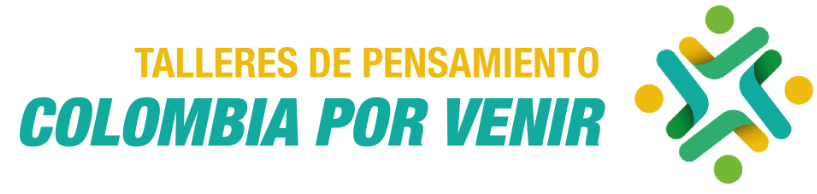 TALLERES DE PENSAMIENTO
COLOMBIA POR VENIR